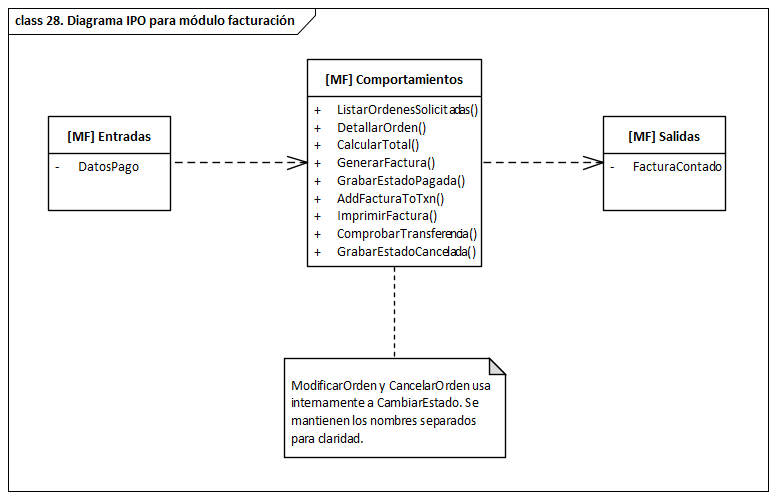 class 28. Diagrama IPO para módulo facturación
[MF] Entradas
- DatosPago
[MF] Comportamientos
+ ListarOrdenesSolicitadas()
+ DetallarOrden()
+ CalcularTotal()
+ GenerarFactura()
+ GrabarEstadoPagada()
+ AddFacturaToTxn()
+ ImprimirFactura()
+ ComprobarTransferencia()
+ GrabarEstadoCancelada()
[MF] Salidas
- FacturaContado
ModificarOrden y CancelarOrden usa
internamente a CambiarEstado. Se
mantienen los nombres separados
para claridad.